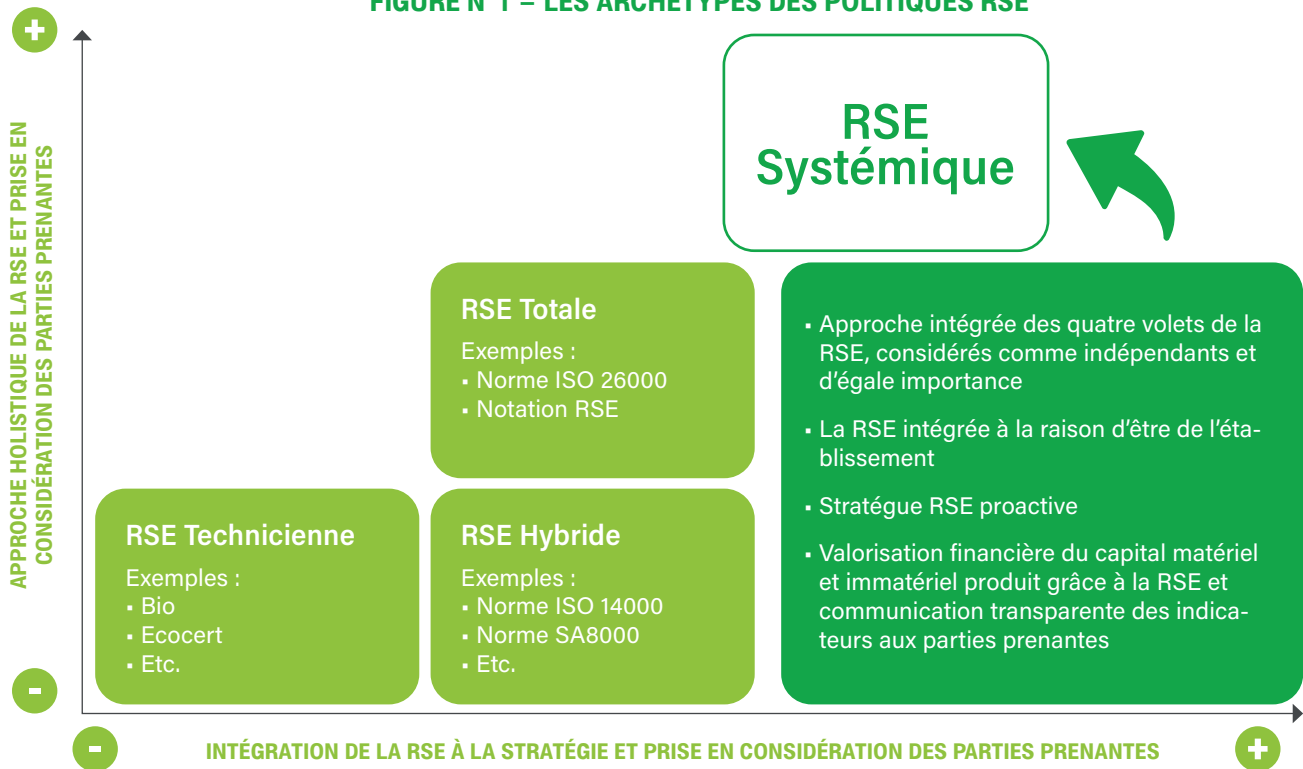 FIGURE N°1 – LES ARCHÉTYPES DES POLITIQUES RSE
+
APPROCHE HOLISTIQUE DE LA RSE ET PRISE EN
CONSIDÉRATION DES PARTIES PRENANTES
-
RSE
Systémique
RSE Totale
Exemples :
▪ Norme ISO 26000
▪ Notation RSE
RSE Technicienne
Exemples :
▪ Bio
▪ Ecocert
▪ Etc.
RSE Hybride
Exemples :
▪ Norme ISO 14000
▪ Norme SA8000
▪ Etc.
▪ Approche intégrée des quatre volets de la
RSE, considérés comme indépendants et
d’égale importance
▪ La RSE intégrée à la raison d’être de l’éta-
blissement
▪ Stratégue RSE proactive
▪ Valorisation financière du capital matériel
et immatériel produit grâce à la RSE et
communication transparente des indica-
teurs aux parties prenantes
-
INTÉGRATION DE LA RSE À LA STRATÉGIE ET PRISE EN CONSIDÉRATION DES PARTIES PRENANTES
+